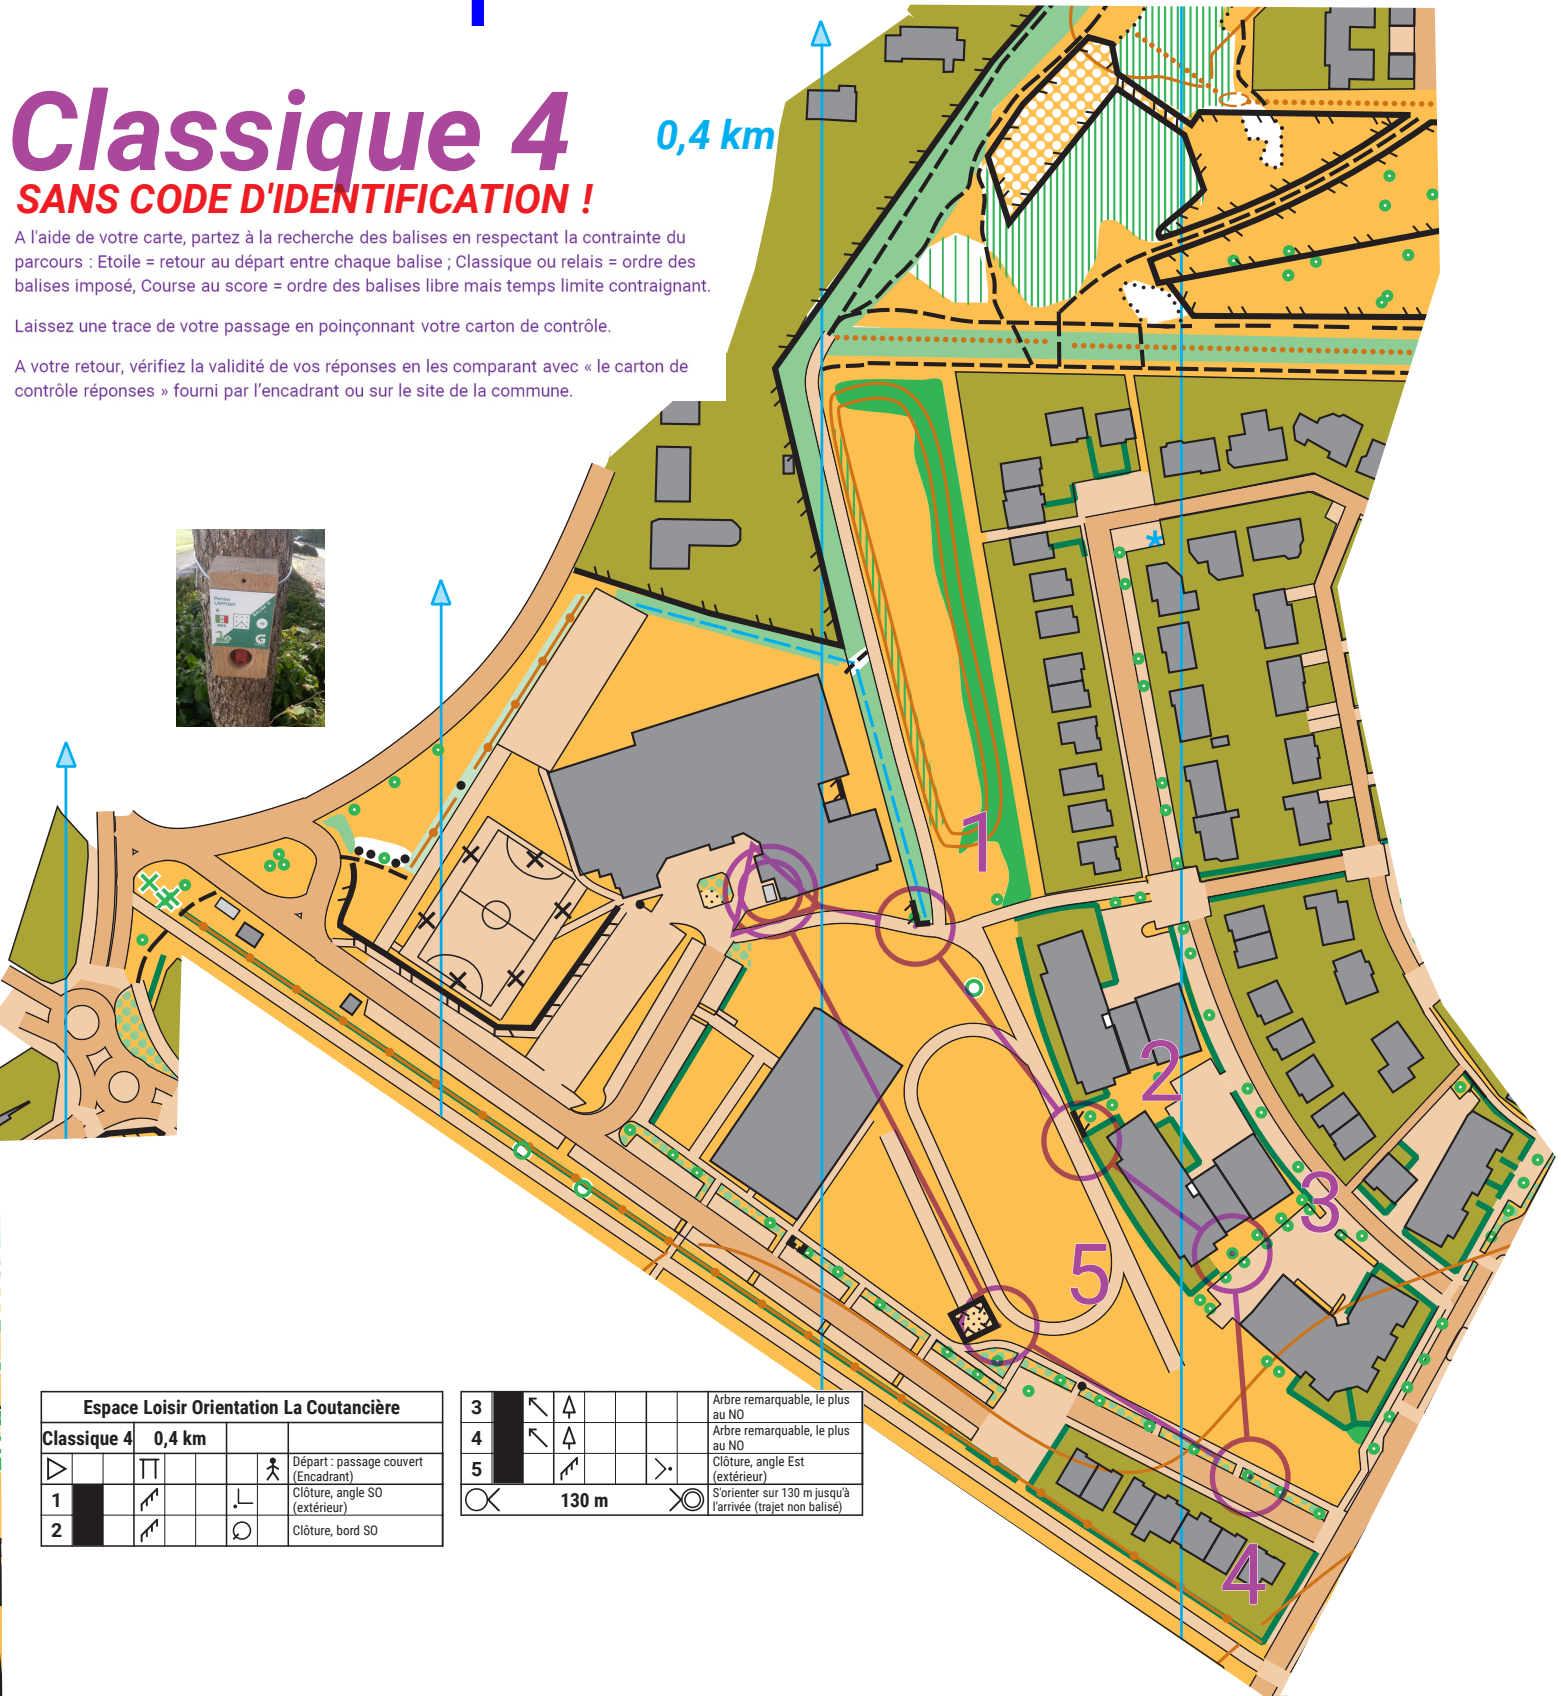 Classique 4
0,4 km
SANS CODE D'IDENTIFICATION !
A l'aide de votre carte, partez à la recherche des balises en respectant la contrainte du
parcours : Etoile = retour au départ entre chaque balise ; Classique ou relais = ordre des
balises imposé, Course au score = ordre des balises libre mais temps limite contraignant.
Laissez une trace de votre passage en poinçonnant votre carton de contrôle.
A votre retour, vérifiez la validité de vos réponses en les comparant avec « le carton de
contrôle réponses » fourni par l'encadrant ou sur le site de la commune.
1
2
3
5
4
Espace Loisir Orientation La Coutancière
Classique 4 0,4 km
Départ : passage couvert
(Encadrant)
1 Clôture, angle SO
(extérieur)
2 Clôture, bord SO
3 Arbre remarquable, le plus
au NO
4 Arbre remarquable, le plus
au NO
5 Clôture, angle Est
(extérieur)
130 m S'orienter sur 130 m jusqu'à
l'arrivée (trajet non balisé)